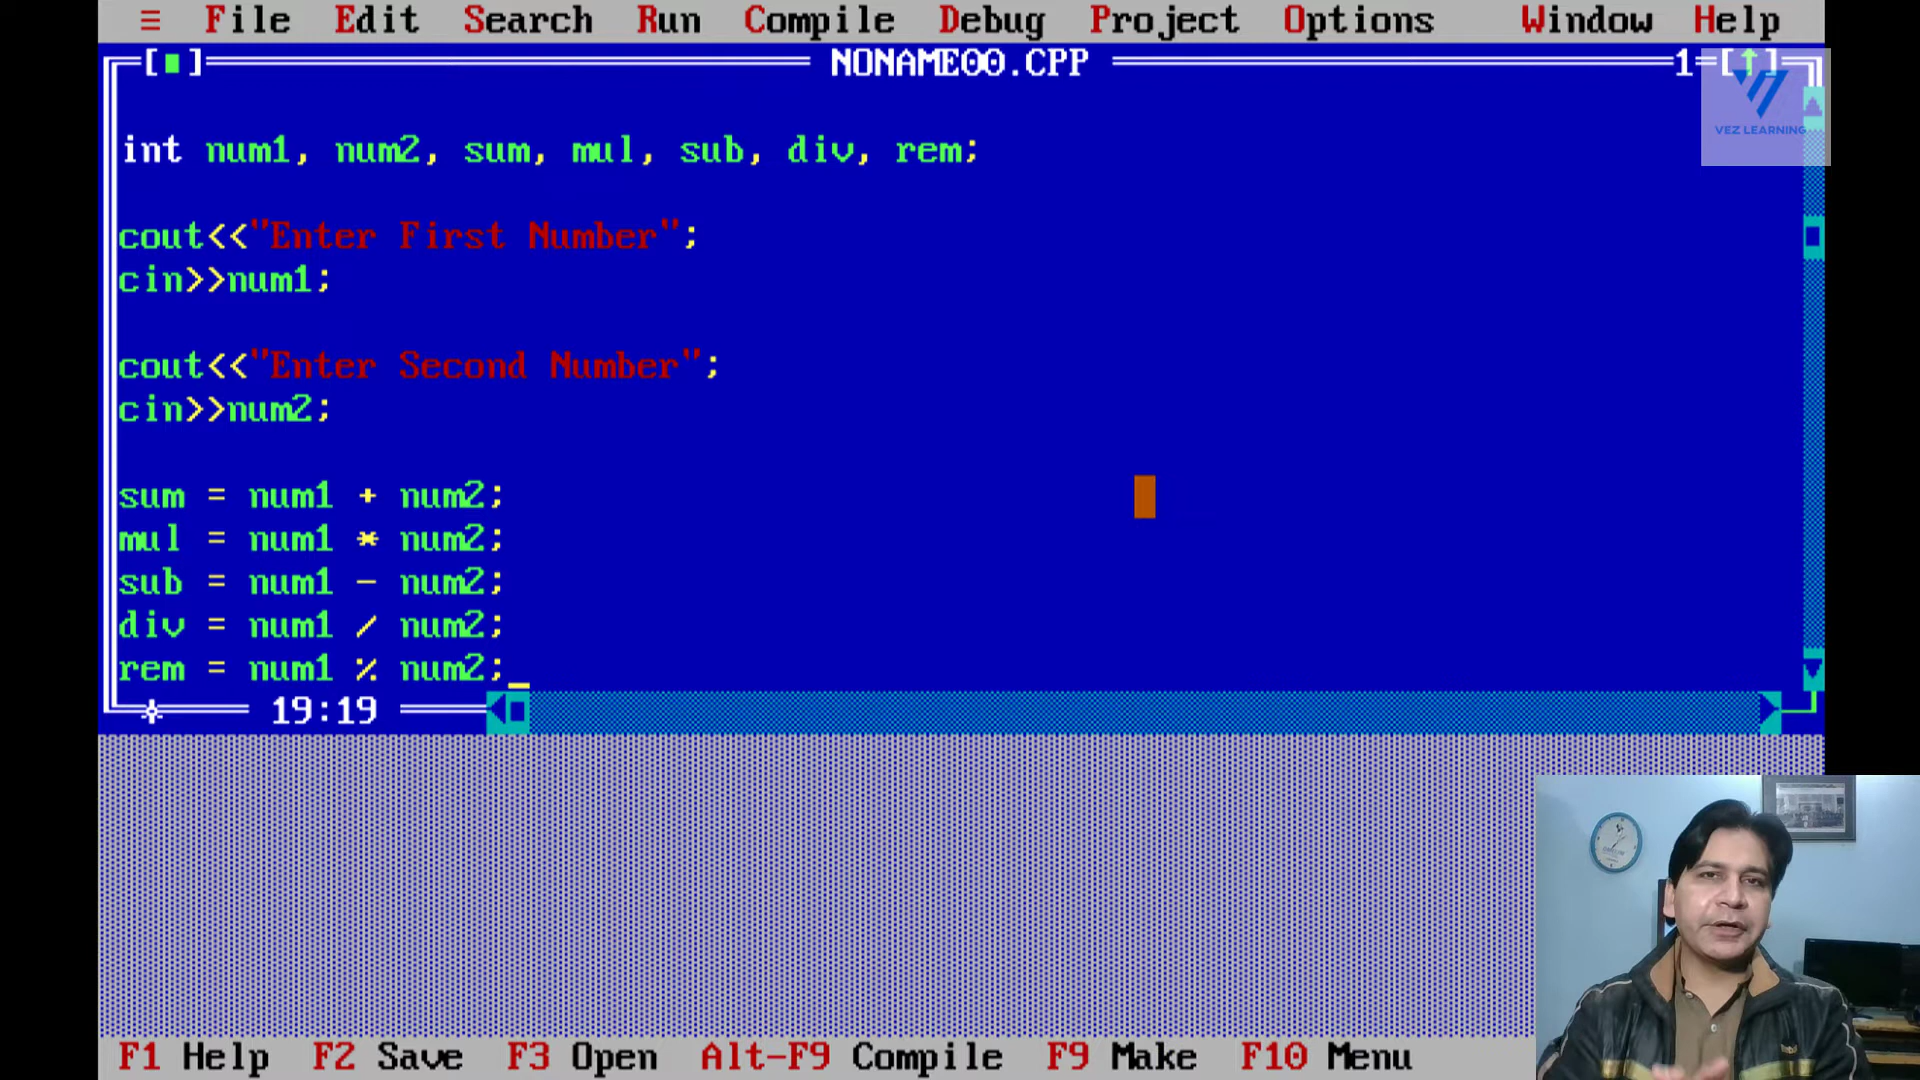 ≡ File Edit Search Run Compile Debug Project Options Window Help
[■] NONAME00.CPP 1=[↑]
VEZ LEARNING
int num1, num2, sum, mul, sub, div, rem;
cout<<"Enter First Number";
cin>>num1;
cout<<"Enter Second Number";
cin>>num2;
sum = num1 + num2;
mul = num1 * num2;
sub = num1 - num2;
div = num1 / num2;
rem = num1 % num2;
19:19
F1 Help F2 Save F3 Open Alt-F9 Compile F9 Make F10 Menu